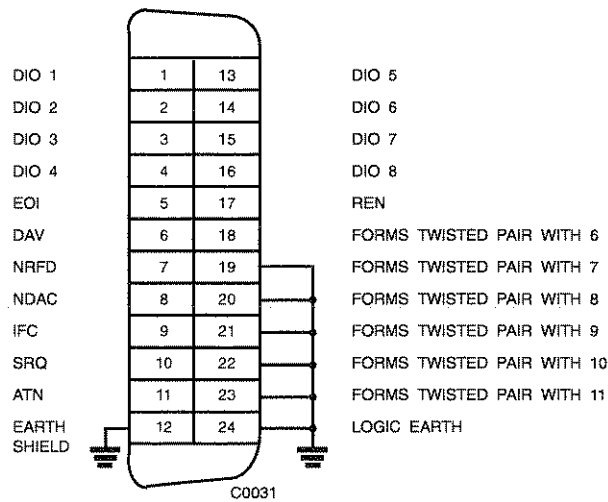 DIO 1 1 13 DIO 5
DIO 2 2 14 DIO 6
DIO 3 3 15 DIO 7
DIO 4 4 16 DIO 8
EOI 5 17 REN
DAV 6 18 FORMS TWISTED PAIR WITH 6
NRFD 7 19 FORMS TWISTED PAIR WITH 7
NDAC 8 20 FORMS TWISTED PAIR WITH 8
IFC 9 21 FORMS TWISTED PAIR WITH 9
SRQ 10 22 FORMS TWISTED PAIR WITH 10
ATN 11 23 FORMS TWISTED PAIR WITH 11
EARTH 12 24 LOGIC EARTH
SHIELD
C0031